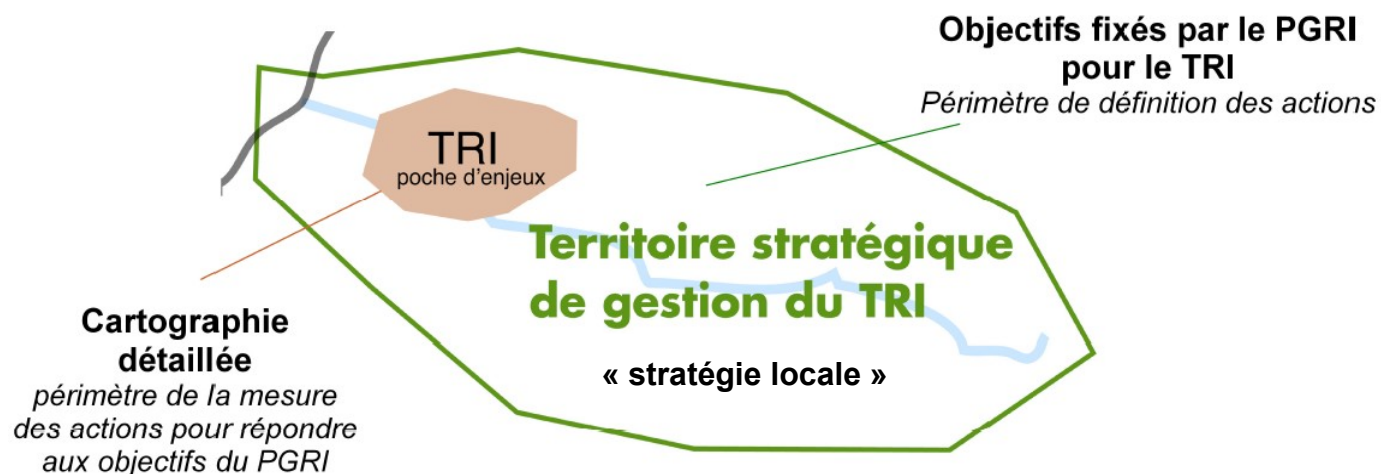 Objectifs fixés par le PGRI
pour le TRI
Périmètre de définition des actions
TRI
poche d'enjeux
Territoire stratégique
de gestion du TRI
« stratégie locale »
Cartographie
détaillée
périmètre de la mesure
des actions pour répondre
aux objectifs du PGRI